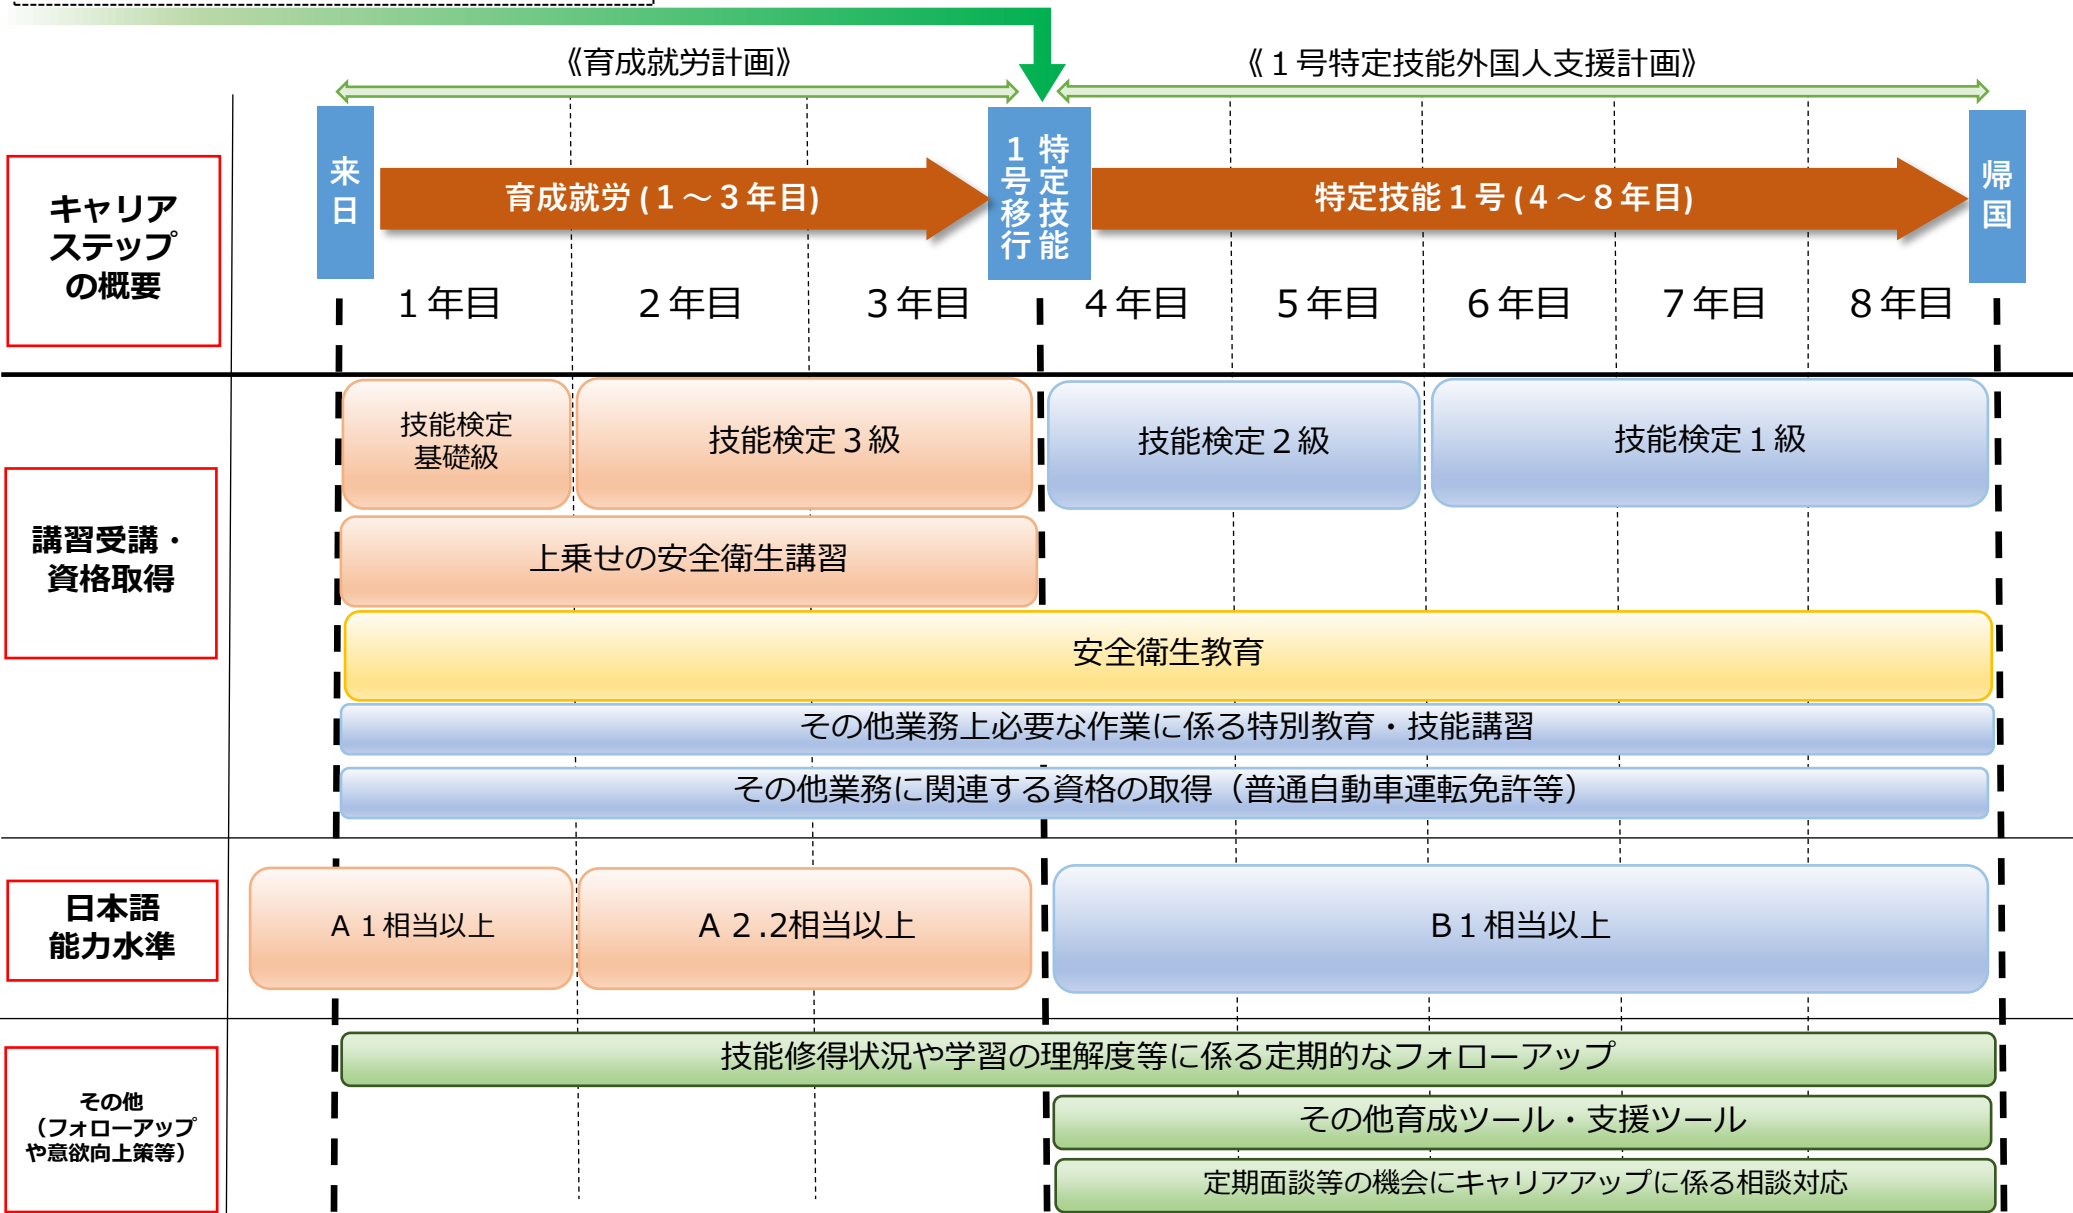 《育成就労計画》
《１号特定技能外国人支援計画》
キャリア
ステップ
の概要
来日
育成就労 (１～３年目)
特定技能
１号移行
特定技能１号 (４～８年目)
帰国
１年目
２年目
３年目
４年目
５年目
６年目
７年目
８年目
講習受講・
資格取得
技能検定
基礎級
技能検定３級
技能検定２級
技能検定１級
上乗せの安全衛生講習
安全衛生教育
その他業務上必要な作業に係る特別教育・技能講習
その他業務に関連する資格の取得（普通自動車運転免許等）
日本語
能力水準
Ａ１相当以上
Ａ２.2相当以上
Ｂ１相当以上
その他
（フォローアップ
や意欲向上策等）
技能修得状況や学習の理解度等に係る定期的なフォローアップ
その他育成ツール・支援ツール
定期面談等の機会にキャリアアップに係る相談対応